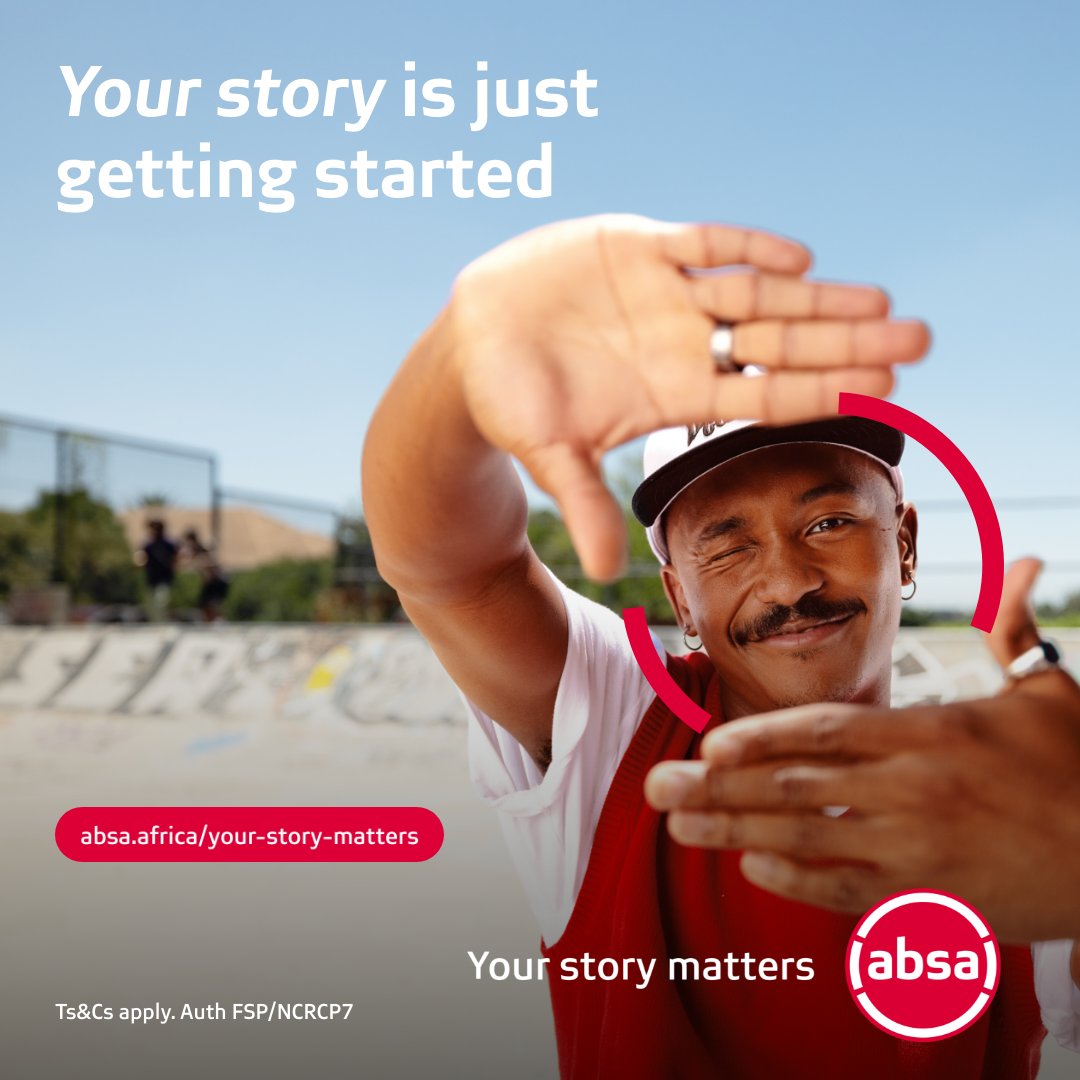 Your story is just
getting started
absa.africa/your-story-matters
Your story matters
absa
Ts&Cs apply. Auth FSP/NCRCP7